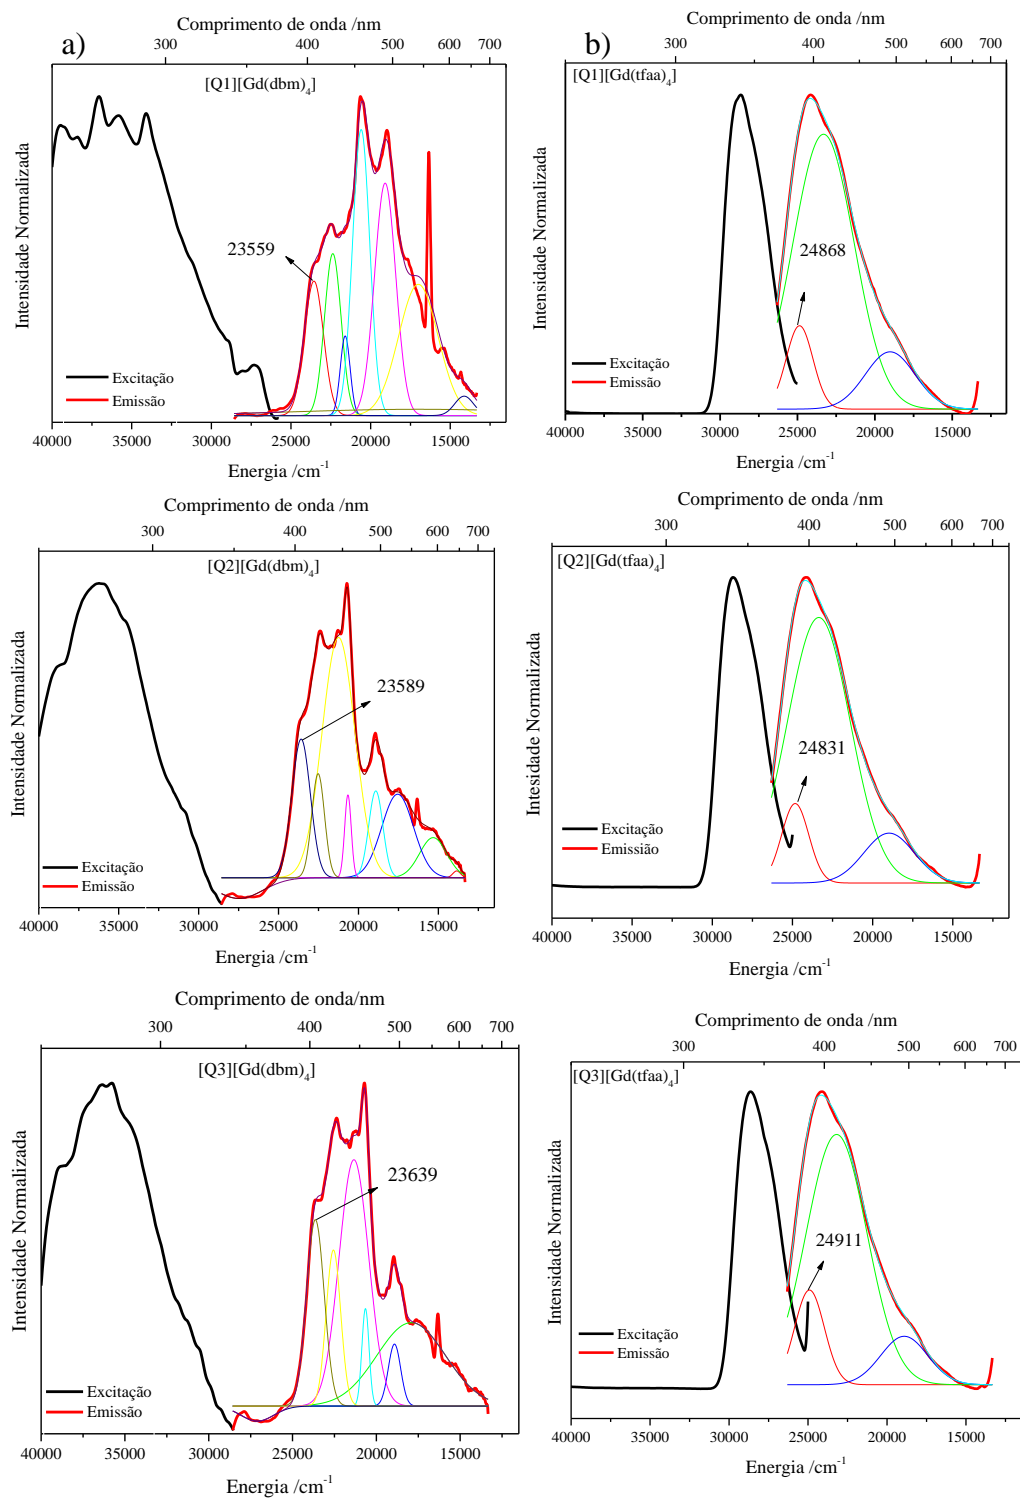 a)
Comprimento de onda /nm
300 400 500 600 700
[Q1][Gd(dbm)4]
23559
Intensidade Normalizada
Excitação
Emissão
40000 35000 30000 25000 20000 15000
Energia /cm-1
b)
Comprimento de onda /nm
300 400 500 600 700
[Q1][Gd(tfaa)4]
24868
Intensidade Normalizada
Excitação
Emissão
40000 35000 30000 25000 20000 15000
Energia /cm-1
Comprimento de onda /nm
300 400 500 600 700
[Q2][Gd(dbm)4]
23589
Intensidade Normalizada
Excitação
Emissão
40000 35000 30000 25000 20000 15000
Energia /cm-1
Comprimento de onda /nm
300 400 500 600 700
[Q2][Gd(tfaa)4]
24831
Intesidade Normalizada
Excitação
Emissião
40000 35000 30000 25000 20000 15000
Energia /cm-1
Comprimento de onda/nm
300 400 500 600 700
[Q3][Gd(dbm)4]
23639
Intensidade Normalizada
Excitação
Emissão
40000 35000 30000 25000 20000 15000
Energia /cm-1
Comprimento de onda /nm
300 400 500 600 700
[Q3][Gd(tfaa)4]
24911
Intensidade Normalizada
Excitação
Emissão
40000 35000 30000 25000 20000 15000
Energia /cm-1